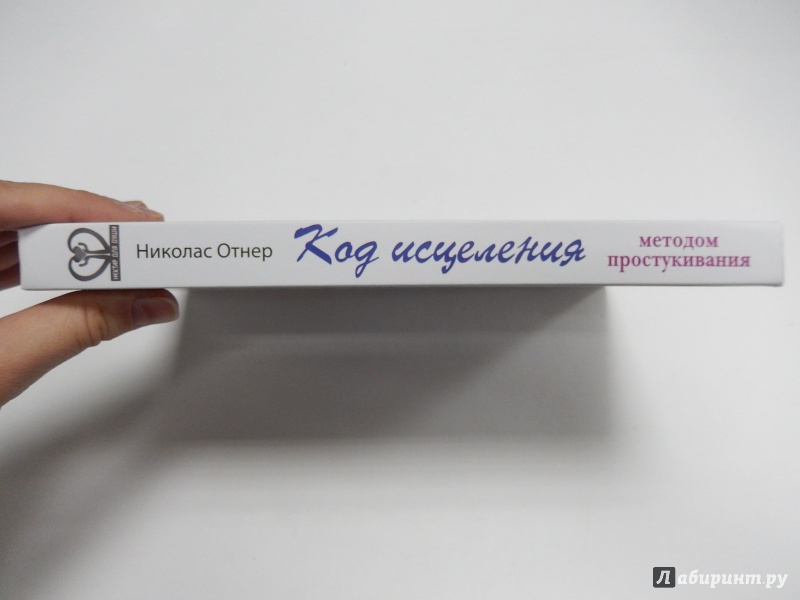 Николас Отнер
Код исцеления
методом
простукивания
Лабиринт.ру